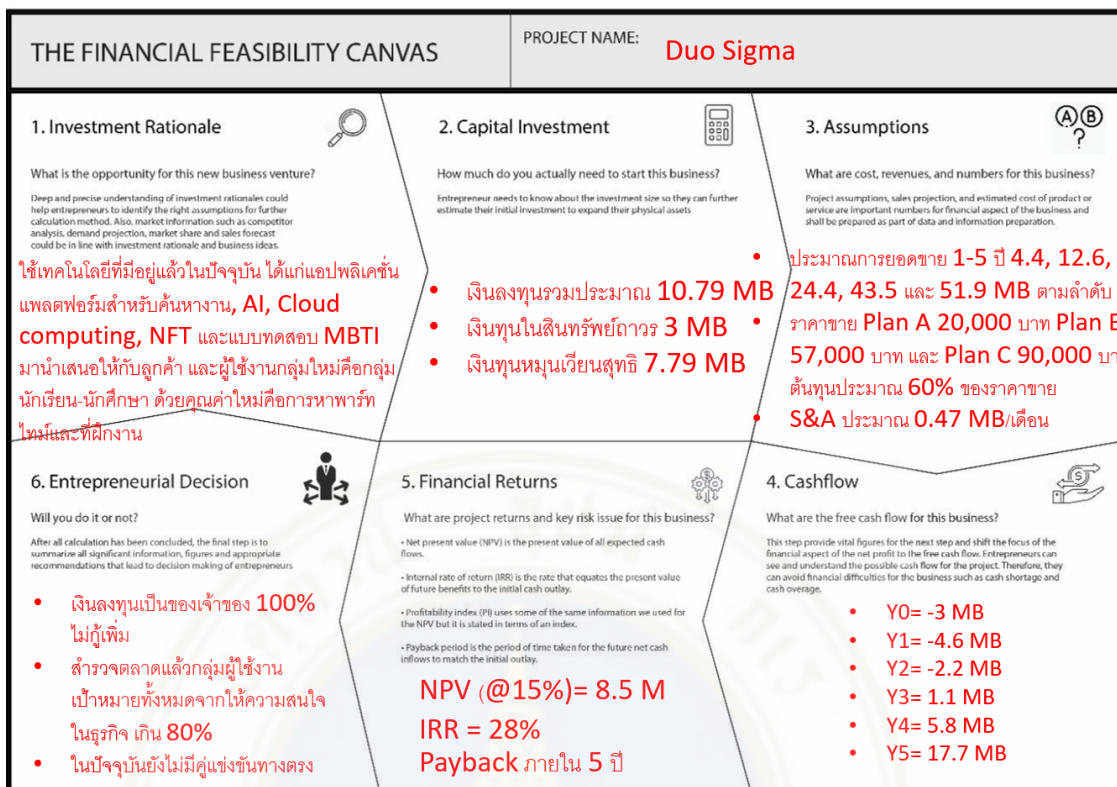 THE FINANCIAL FEASIBILITY CANVAS
PROJECT NAME:
Duo Sigma
1. Investment Rationale
What is the opportunity for this new business venture?
Deep and precise understanding of investment rationales could
help entrepreneurs to identify the right assumptions for further
calculation method. Also, market information such as competitor
analysis, demand projection, market share and sales forecast
could be in line with investment rationale and business ideas.
ใช้เทคโนโลยีที่มีอยู่แล้วในปัจจุบัน ได้แก่แอปพลิเคชั่น
แพลตฟอร์มสำหรับค้นหางาน, AI, Cloud
computing, NFT และแบบทดสอบ MBTI
มานำเสนอให้กับลูกค้า และผู้ใช้งานกลุ่มใหม่คือกลุ่ม
นักเรียน-นักศึกษา ด้วยคุณค่าใหม่คือการหาพาร์ท
ไทม์และที่ฝึกงาน
2. Capital Investment
How much do you actually need to start this business?
Entrepreneur needs to know about the investment size so they can further
estimate their initial investment to expand their physical assets
• เงินลงทุนรวมประมาณ 10.79 MB
• เงินทุนในสินทรัพย์ถาวร 3 MB
• เงินทุนหมุนเวียนสุทธิ 7.79 MB
3. Assumptions
A B
?
What are cost, revenues, and numbers for this business?
Project assumptions, sales projection, and estimated cost of product or
service are important numbers for financial aspect of the business and
shall be prepared as part of data and information preparation.
• ประมาณการยอดขาย 1-5 ปี 4.4, 12.6,
24.4, 43.5 และ 51.9 MB ตามลำดับ
• ราคาขาย Plan A 20,000 บาท Plan B
57,000 บาท และ Plan C 90,000
ต้นทุนประมาณ 60% ของราคาขาย
• S&A ประมาณ 0.47 MB/เดือน
6. Entrepreneurial Decision
Will you do it or not?
After all calculation has been concluded, the final step is to
summarize all significant information, figures and appropriate
recommendations that lead to decision making of entrepreneurs
• เงินลงทุนเป็นของเจ้าของ 100%
ไม่กู้เพิ่ม
• สำรวจตลาดแล้วกลุ่มผู้ใช้งาน
เป้าหมายทั้งหมดจากให้ความสนใจ
ในธุรกิจ เกิน 80%
• ในปัจจุบันยังไม่มีคู่แข่งขันทางตรง
5. Financial Returns
What are project returns and key risk issue for this business?
• Net present value (NPV) is the present value of all expected cash
flows.
• Internal rate of return (IRR) is the rate that equates the present value
of future benefits to the initial cash outlay.
• Profitability index (PI) uses some of the same information we used for
the NPV but it is stated in terms of an index.
• Payback period is the period of time taken for the future net cash
inflows to match the initial outlay.
NPV (@15%)= 8.5 M
IRR = 28%
Payback ภายใน 5 ปี
4. Cashflow
What are the free cash flow for this business?
This step provide vital figures for the next step and shift the focus of the
financial aspect of the net profit to the free cash flow. Entrepreneurs can
see and understand the possible cash flow for the project. Therefore, they
can avoid financial difficulties for the business such as cash shortage and
cash overage.
• Y0= -3 MB
• Y1= -4.6 MB
• Y2= -2.2 MB
• Y3= 1.1 MB
• Y4= 5.8 MB
• Y5= 17.7 MB